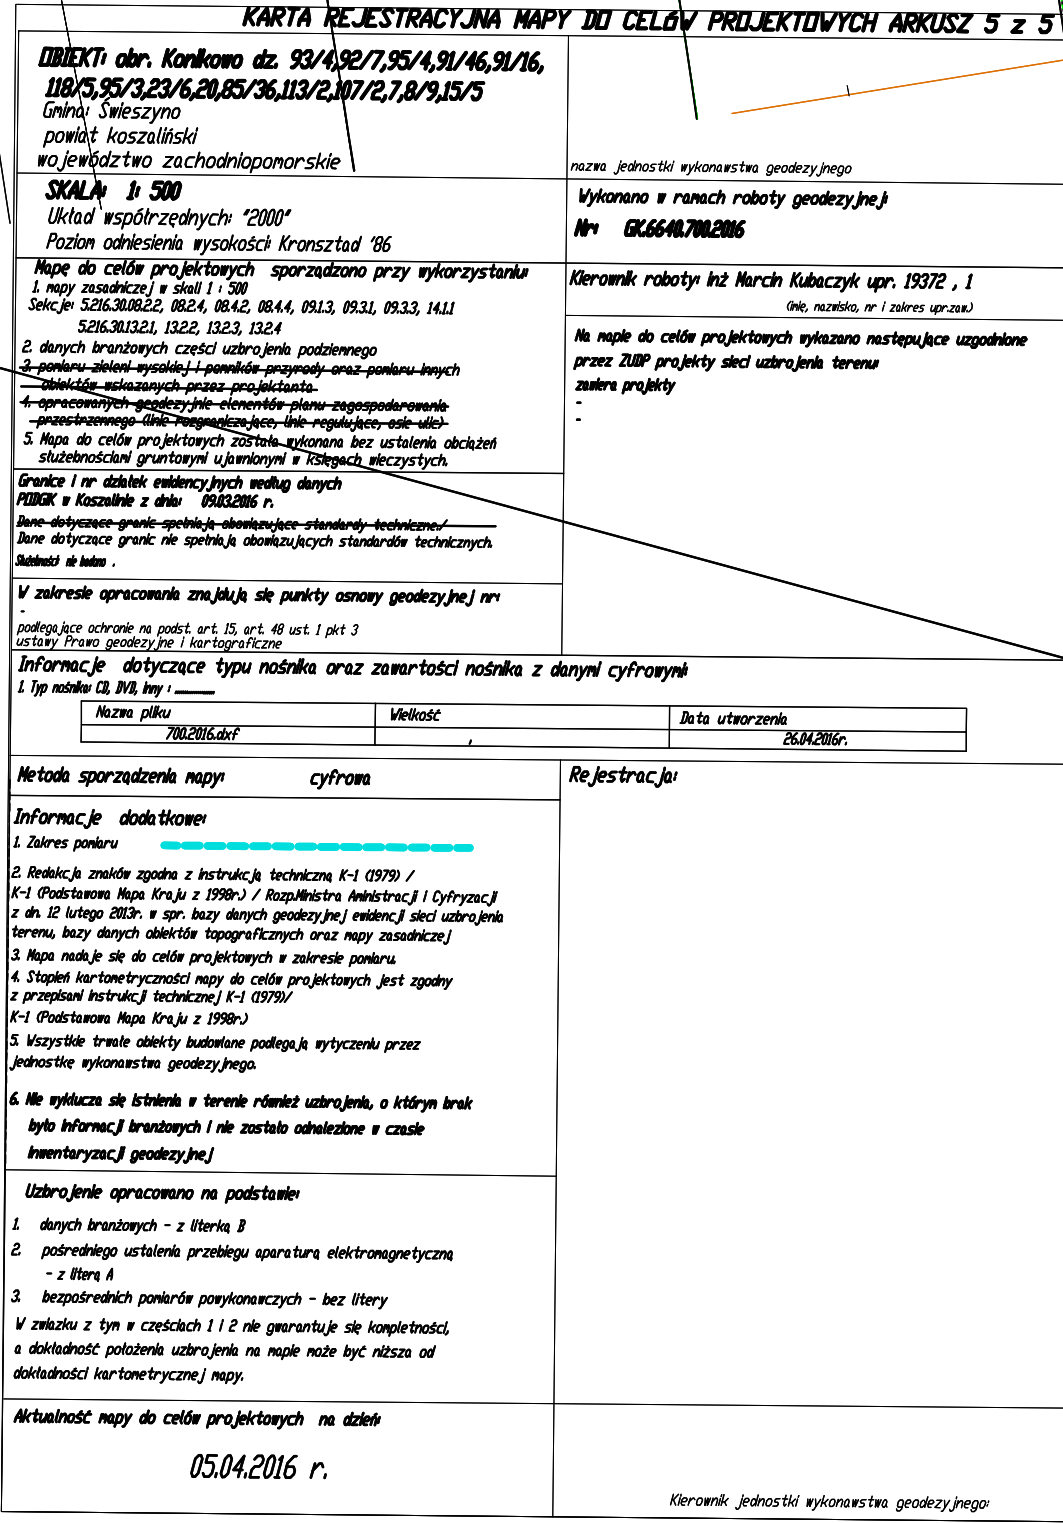 KARTA REJESTRACYJNA MAPY DO CELÓW PROJEKTOWYCH ARKUSZ 5 z 5
OBIEKT: obr. Konikowo dz. 93/4,92/7,95/4,91/46,91/16,
118/5,95/3,23/6,20,85/36,113/2,107/2,7,8/9,15/5
Gmina: Świeszyno
powiat koszaliński
województwo zachodniopomorskie
nazwa jednostki wykonawstwa geodezyjnego
SKALA: 1: 500
Układ współrzędnych: "2000"
Poziom odniesienia wysokości: Kronsztad '86
Wykonano w ramach roboty geodezyjnej:
Nr: GK.6640.700.2016
Mapę do celów projektowych sporządzono przy wykorzystaniu:
1. mapy zasadniczej w skali 1 : 500
Sekcje: 5.216.30.08.2.2, 08.2.4, 08.4.2, 08.4.4, 09.1.3, 09.3.1, 09.3.3, 14.1.1
5.216.30.13.2.1, 13.2.2, 13.2.3, 13.2.4
2. danych branżowych części uzbrojenia podziemnego
3. pomiaru zieleni wysokiej i pomników przyrody oraz pomiaru innych
obiektów wskazanych przez projektanta
4. opracowanych geodezyjnie elementów planu zagospodarowania
przestrzennego (linie rozgraniczające, linie regulujące, osie ulic)
5. Mapa do celów projektowych została wykonana bez ustalenia obciążeń
służebnościami gruntowymi ujawnionymi w księgach wieczystych.
Kierownik roboty: inż Marcin Kubaczyk upr. 19372 , 1
(imię, nazwisko, nr i zakres upr.zaw.)
Na mapie do celów projektowych wykazano następujące uzgodnione
przez ZUDP projekty sieci uzbrojenia terenu:
zawiera projekty
-
-
Granice i nr działek ewidencyjnych według danych
PODGiK w Koszalinie z dnia: 09.03.2016 r.
Dane dotyczące granic spełniają obowiązujące standardy techniczne./
Dane dotyczące granic nie spełniają obowiązujących standardów technicznych.
Służebności nie badano .
W zakresie opracowania znajdują się punkty osnowy geodezyjnej nr:
-
podlegające ochronie na podst. art. 15, art. 48 ust. 1 pkt 3
ustawy Prawo geodezyjne i kartograficzne
Informacje dotyczące typu nośnika oraz zawartości nośnika z danymi cyfrowymi:
1. Typ nośnika: CD, DVD, inny : ..............
Nazwa pliku Wielkość Data utworzenia
700.2016.dxf , 26.04.2016r.
Metoda sporządzenia mapy: cyfrowa
Rejestracja:
Informacje dodatkowe:
1. Zakres pomiaru
2. Redakcja znaków zgodna z instrukcją techniczną K-1 (1979) /
K-1 (Podstawowa Mapa Kraju z 1998r.) / Rozp.Ministra Aministracji i Cyfryzacji
z dn. 12 lutego 2013r. w spr. bazy danych geodezyjnej ewidencji sieci uzbrojenia
terenu, bazy danych obiektów topograficznych oraz mapy zasadniczej
3. Mapa nadaje się do celów projektowych w zakresie pomiaru.
4. Stopień kartometryczności mapy do celów projektowych jest zgodny
z przepisami instrukcji technicznej K-1 (1979)/
K-1 (Podstawowa Mapa Kraju z 1998r.)
5. Wszystkie trwałe obiekty budowlane podlegają wytyczeniu przez
jednostkę wykonawstwa geodezyjnego.
6. Nie wyklucza się istnienia w terenie również uzbrojenia, o którym brak
było informacji branżowych i nie zostało odnalezione w czasie
inwentaryzacji geodezyjnej
Uzbrojenie opracowano na podstawie:
1. danych branżowych - z literką B
2. pośredniego ustalenia przebiegu aparaturą elektromagnetyczną
- z literą A
3. bezpośrednich pomiarów powykonawczych - bez litery
W związku z tym w częściach 1 i 2 nie gwarantuje się kompletności,
a dokładność położenia uzbrojenia na mapie może być niższa od
dokładności kartometrycznej mapy.
Aktualność mapy do celów projektowych na dzień:
05.04.2016 r.
Kierownik jednostki wykonawstwa geodezyjnego: